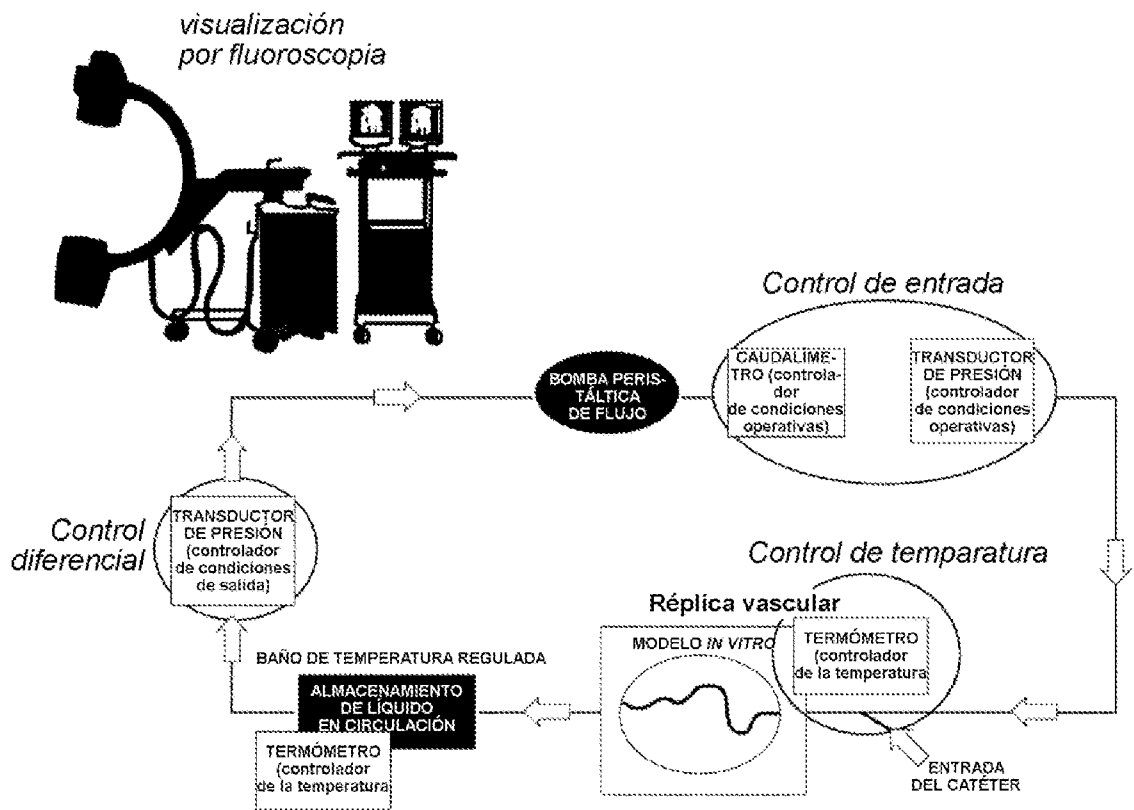 visualización
por fluoroscopia
Control de entrada
BOMBA PERIS-
TÁLTICA
DE FLUJO
CAUDALÍME-
TRO (controla-
dor
de condiciones
operativas)
TRANSDUCTOR
DE PRESIÓN
(controlador
de condiciones
operativas)
Control
diferencial
TRANSDUCTOR
DE PRESIÓN
(controlador
de condiciones
de salida)
Control de temparatura
Réplica vascular
MODELO IN VITRO
TERMÓMETRO
(controlador
de la temperatura
BAÑO DE TEMPERATURA REGULADA
ALMACENAMIENTO
DE LÍQUIDO
EN CIRCULACIÓN
TERMÓMETRO
(controlador
de la temperatura
ENTRADA
DEL CATÉTER